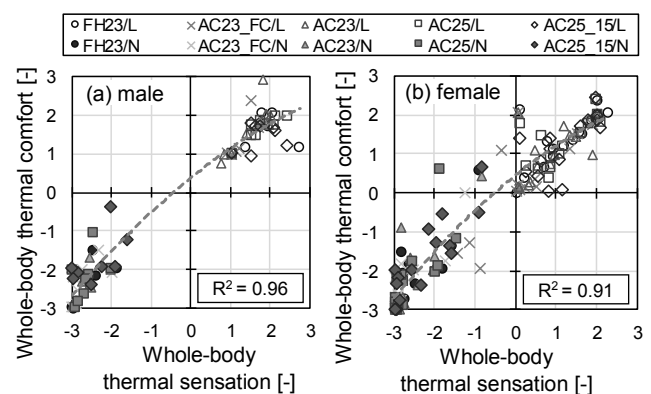 FH23/L AC23_FC/L AC23/L AC25/L AC25_15/L
FH23/N AC23_FC/N AC23/N AC25/N AC25_15/N
Whole-body thermal comfort [-]
3
2
1
0
-1
-2
-3
(a) male
R² = 0.96
-3 -2 -1 0 1 2 3
Whole-body
thermal sensation [-]
Whole-body thermal comfort [-]
3
2
1
0
-1
-2
-3
(b) female
R² = 0.91
-3 -2 -1 0 1 2 3
Whole-body
thermal sensation [-]